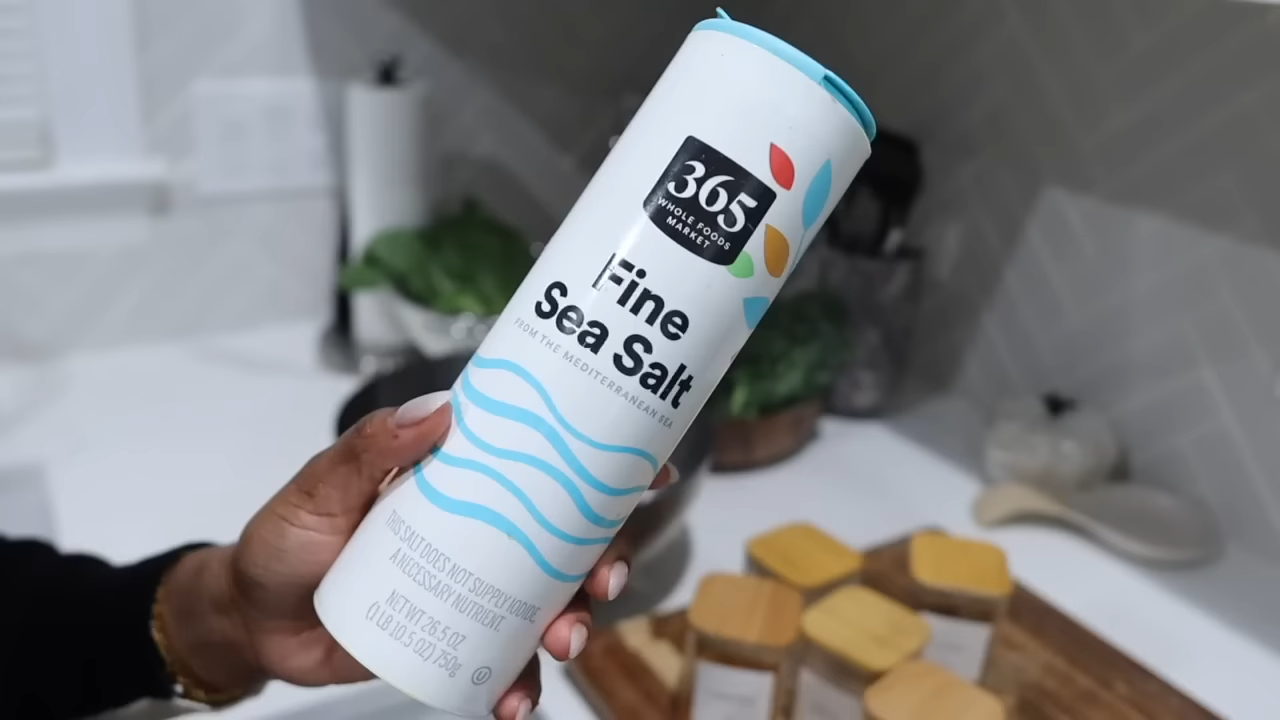 365
WHOLE FOODS
MARKET
Fine
Sea Salt
FROM THE MEDITERRANEAN SEA
THIS SALT DOES NOT SUPPLY IODIDE,
A NECESSARY NUTRIENT.
NET WT 26.5 OZ
(1 LB 10.5 OZ) 750g
U